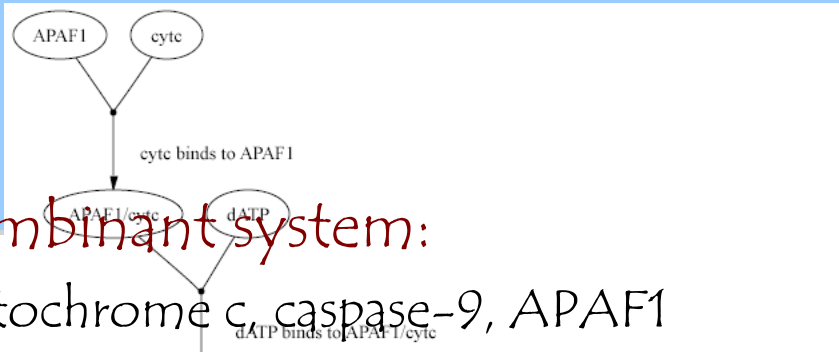 APAF1 cytc
cytc binds to APAF1
APAF1/cytc dATP
mbinant system:
tochrome c, caspase-9, APAF1
dATP binds to APAF1/cytc